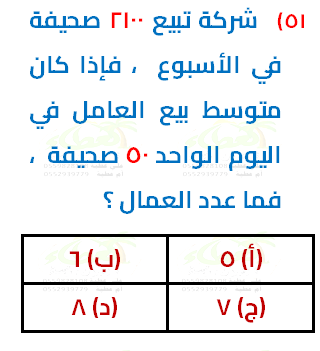 ٥١) شركة تبيع ٢١٠٠ صحيفة
في الأسبوع ، فإذا كان
متوسط بيع العامل في
اليوم الواحد ٥٠ صحيفة ،
فما عدد العمال ؟
(أ) ٥ (ب) ٦
(ج) ٧ (د) ٨